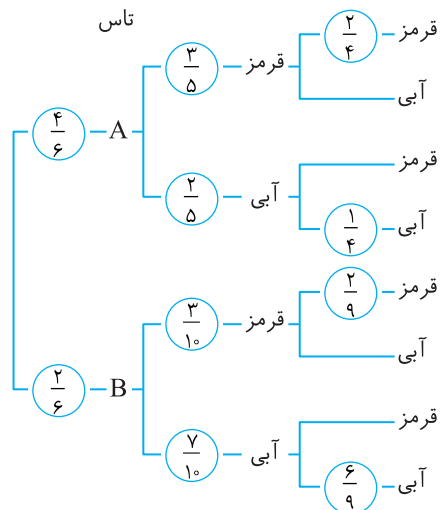 تاس
۲/۴ قرمز
۳/۵ قرمز
آبی
۴/۶ A
قرمز
۲/۵ آبی
۱/۴ آبی
۲/۹ قرمز
۳/۱۰ قرمز
آبی
۲/۶ B
قرمز
۷/۱۰ آبی
۶/۹ آبی